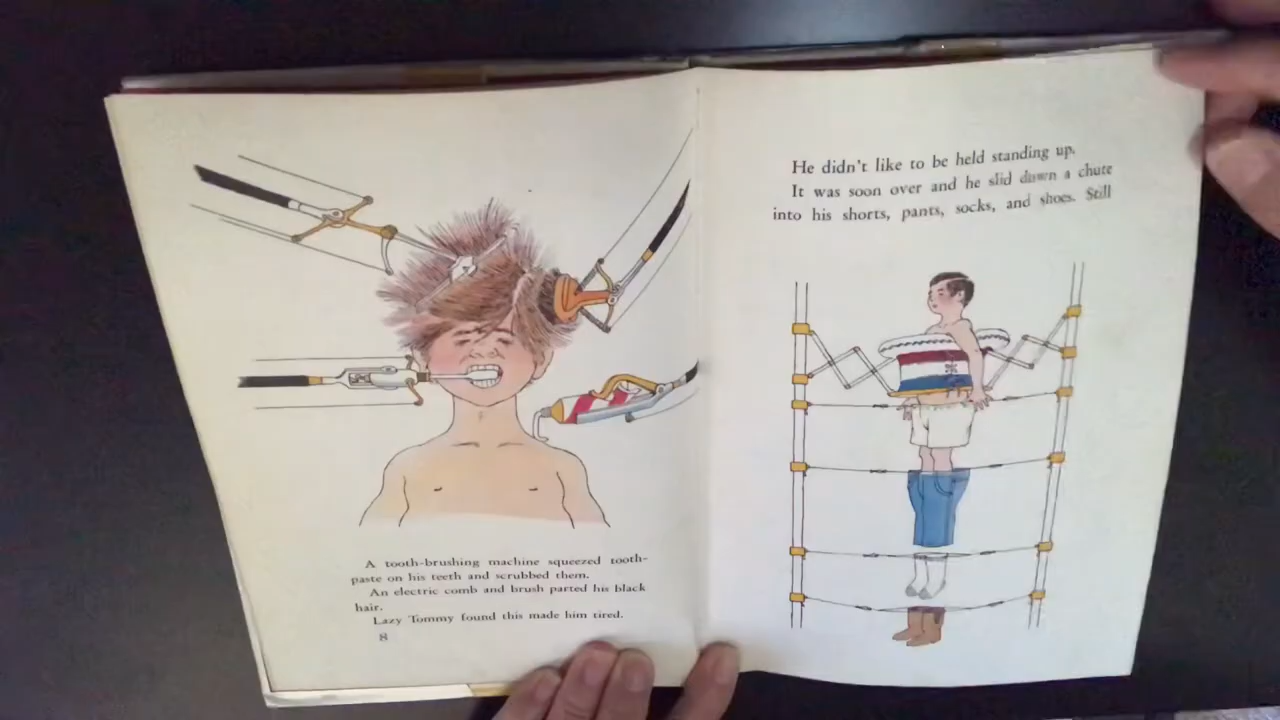 A tooth-brushing machine squeezed tooth-
paste on his teeth and scrubbed them.
An electric comb and brush parted his black
hair.
Lazy Tommy found this made him tired.
8
He didn't like to be held standing up.
It was soon over and he slid down a chute
into his shorts, pants, socks, and shoes. Still